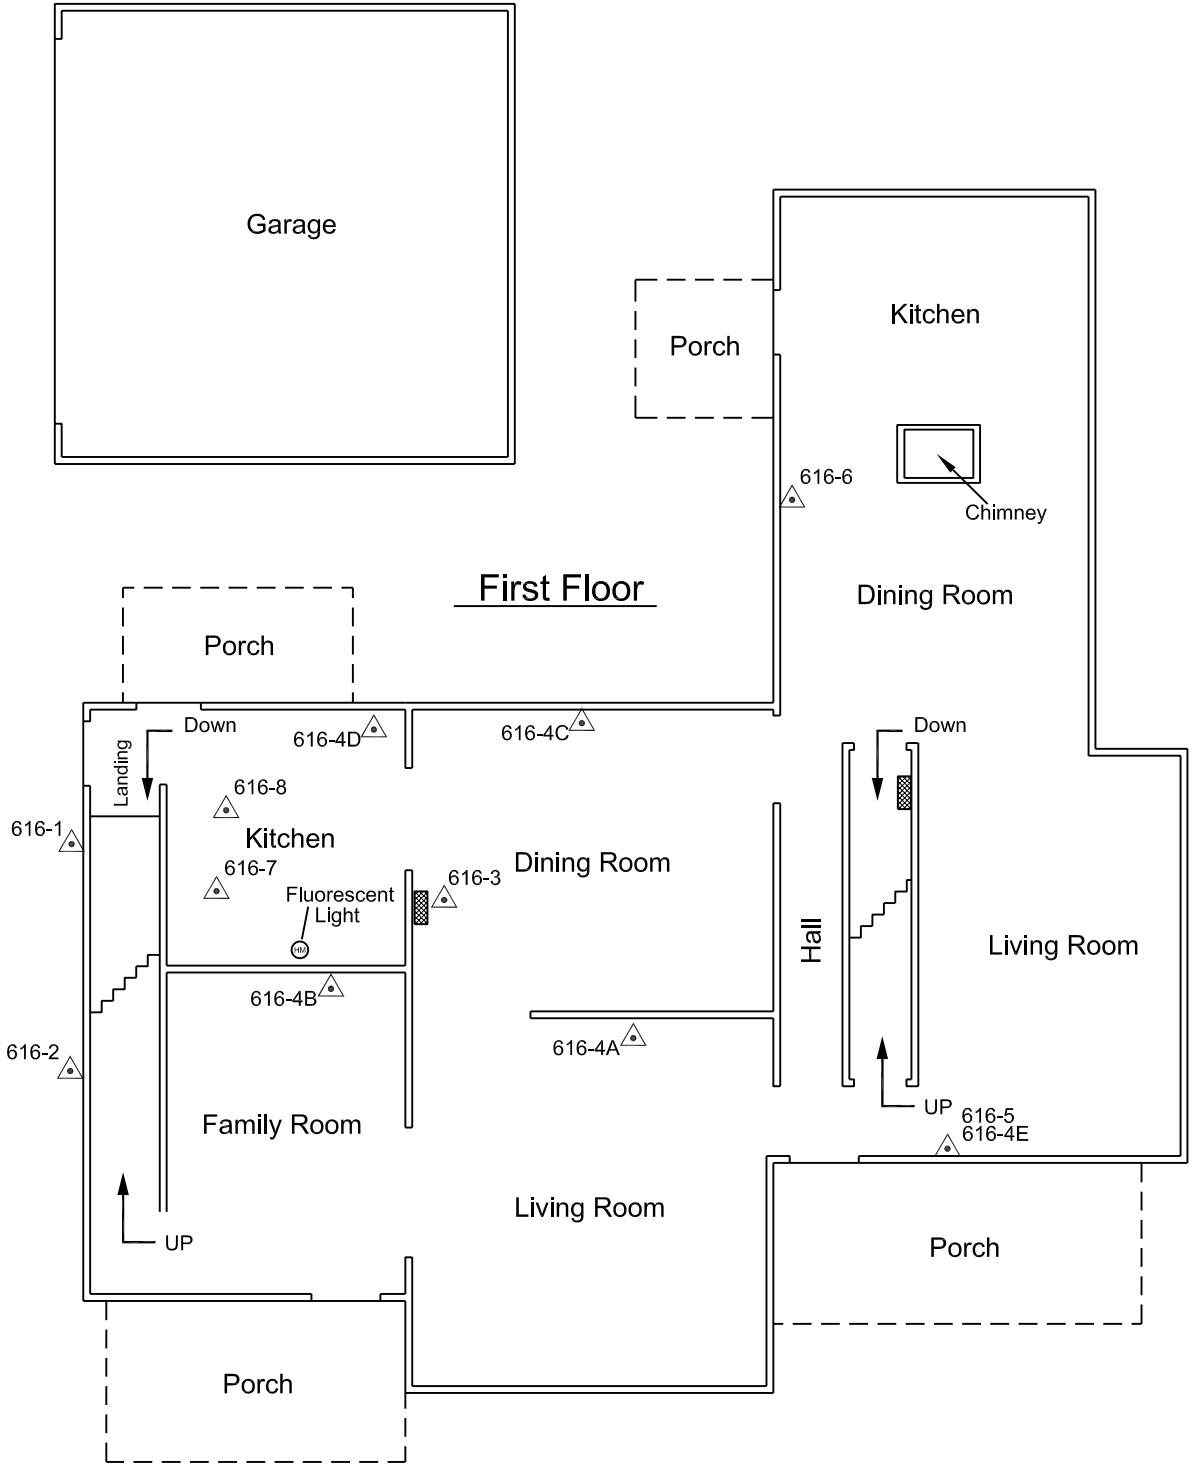 Garage
Kitchen
Porch
616-6
Chimney
First Floor
Dining Room
Porch
Down
616-4D
616-4C
Down
Landing
616-8
616-1
Kitchen
Dining Room
616-7
616-3
Fluorescent
Light
HM
Hall
Living Room
616-4B
616-4A
616-2
Family Room
UP
616-5
616-4E
Living Room
UP
Porch
Porch